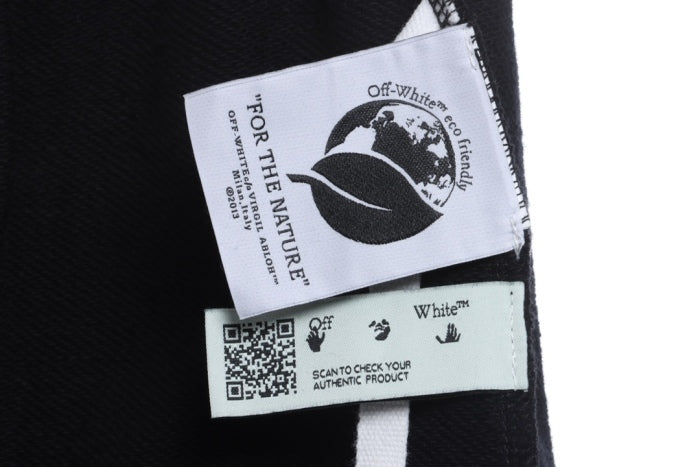 Off-White™ eco friendly
"FOR THE NATURE"
OFF-WHITE c/o VIRGIL ABLOH™
Milan, Italy
©2013
Off White™
SCAN TO CHECK YOUR
AUTHENTIC PRODUCT